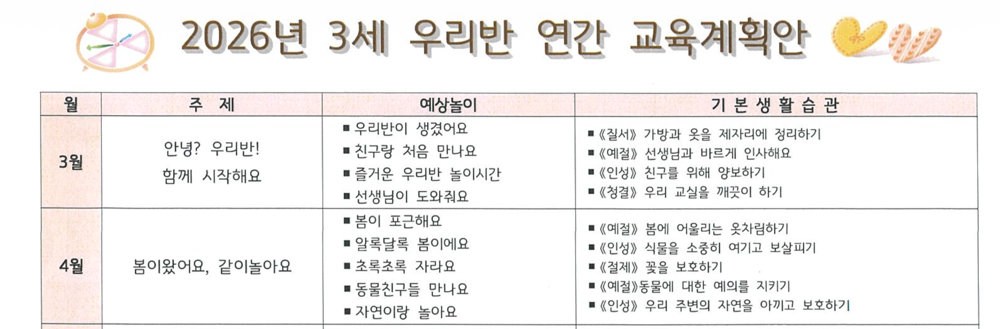 2026년 3세 우리반 연간 교육계획안
월 주 제 예상놀이 기본생활습관
3월
안녕? 우리반!
함께 시작해요
■ 우리반이 생겼어요
■ 친구랑 처음 만나요
■ 즐거운 우리반 놀이시간
■ 선생님이 도와줘요
■ 《질서》 가방과 옷을 제자리에 정리하기
■ 《예절》 선생님과 바르게 인사해요
■ 《인성》 친구를 위해 양보하기
■ 《청결》 우리 교실을 깨끗이 하기
4월
봄이왔어요, 같이놀아요
■ 봄이 포근해요
■ 알록달록 봄이에요
■ 초록초록 자라요
■ 동물친구들 만나요
■ 자연이랑 놀아요
■ 《예절》 봄에 어울리는 옷차림하기
■ 《인성》 식물을 소중히 여기고 보살피기
■ 《절제》 꽃을 보호하기
■ 《예절》동물에 대한 예의를 지키기
■ 《인성》 우리 주변의 자연을 아끼고 보호하기